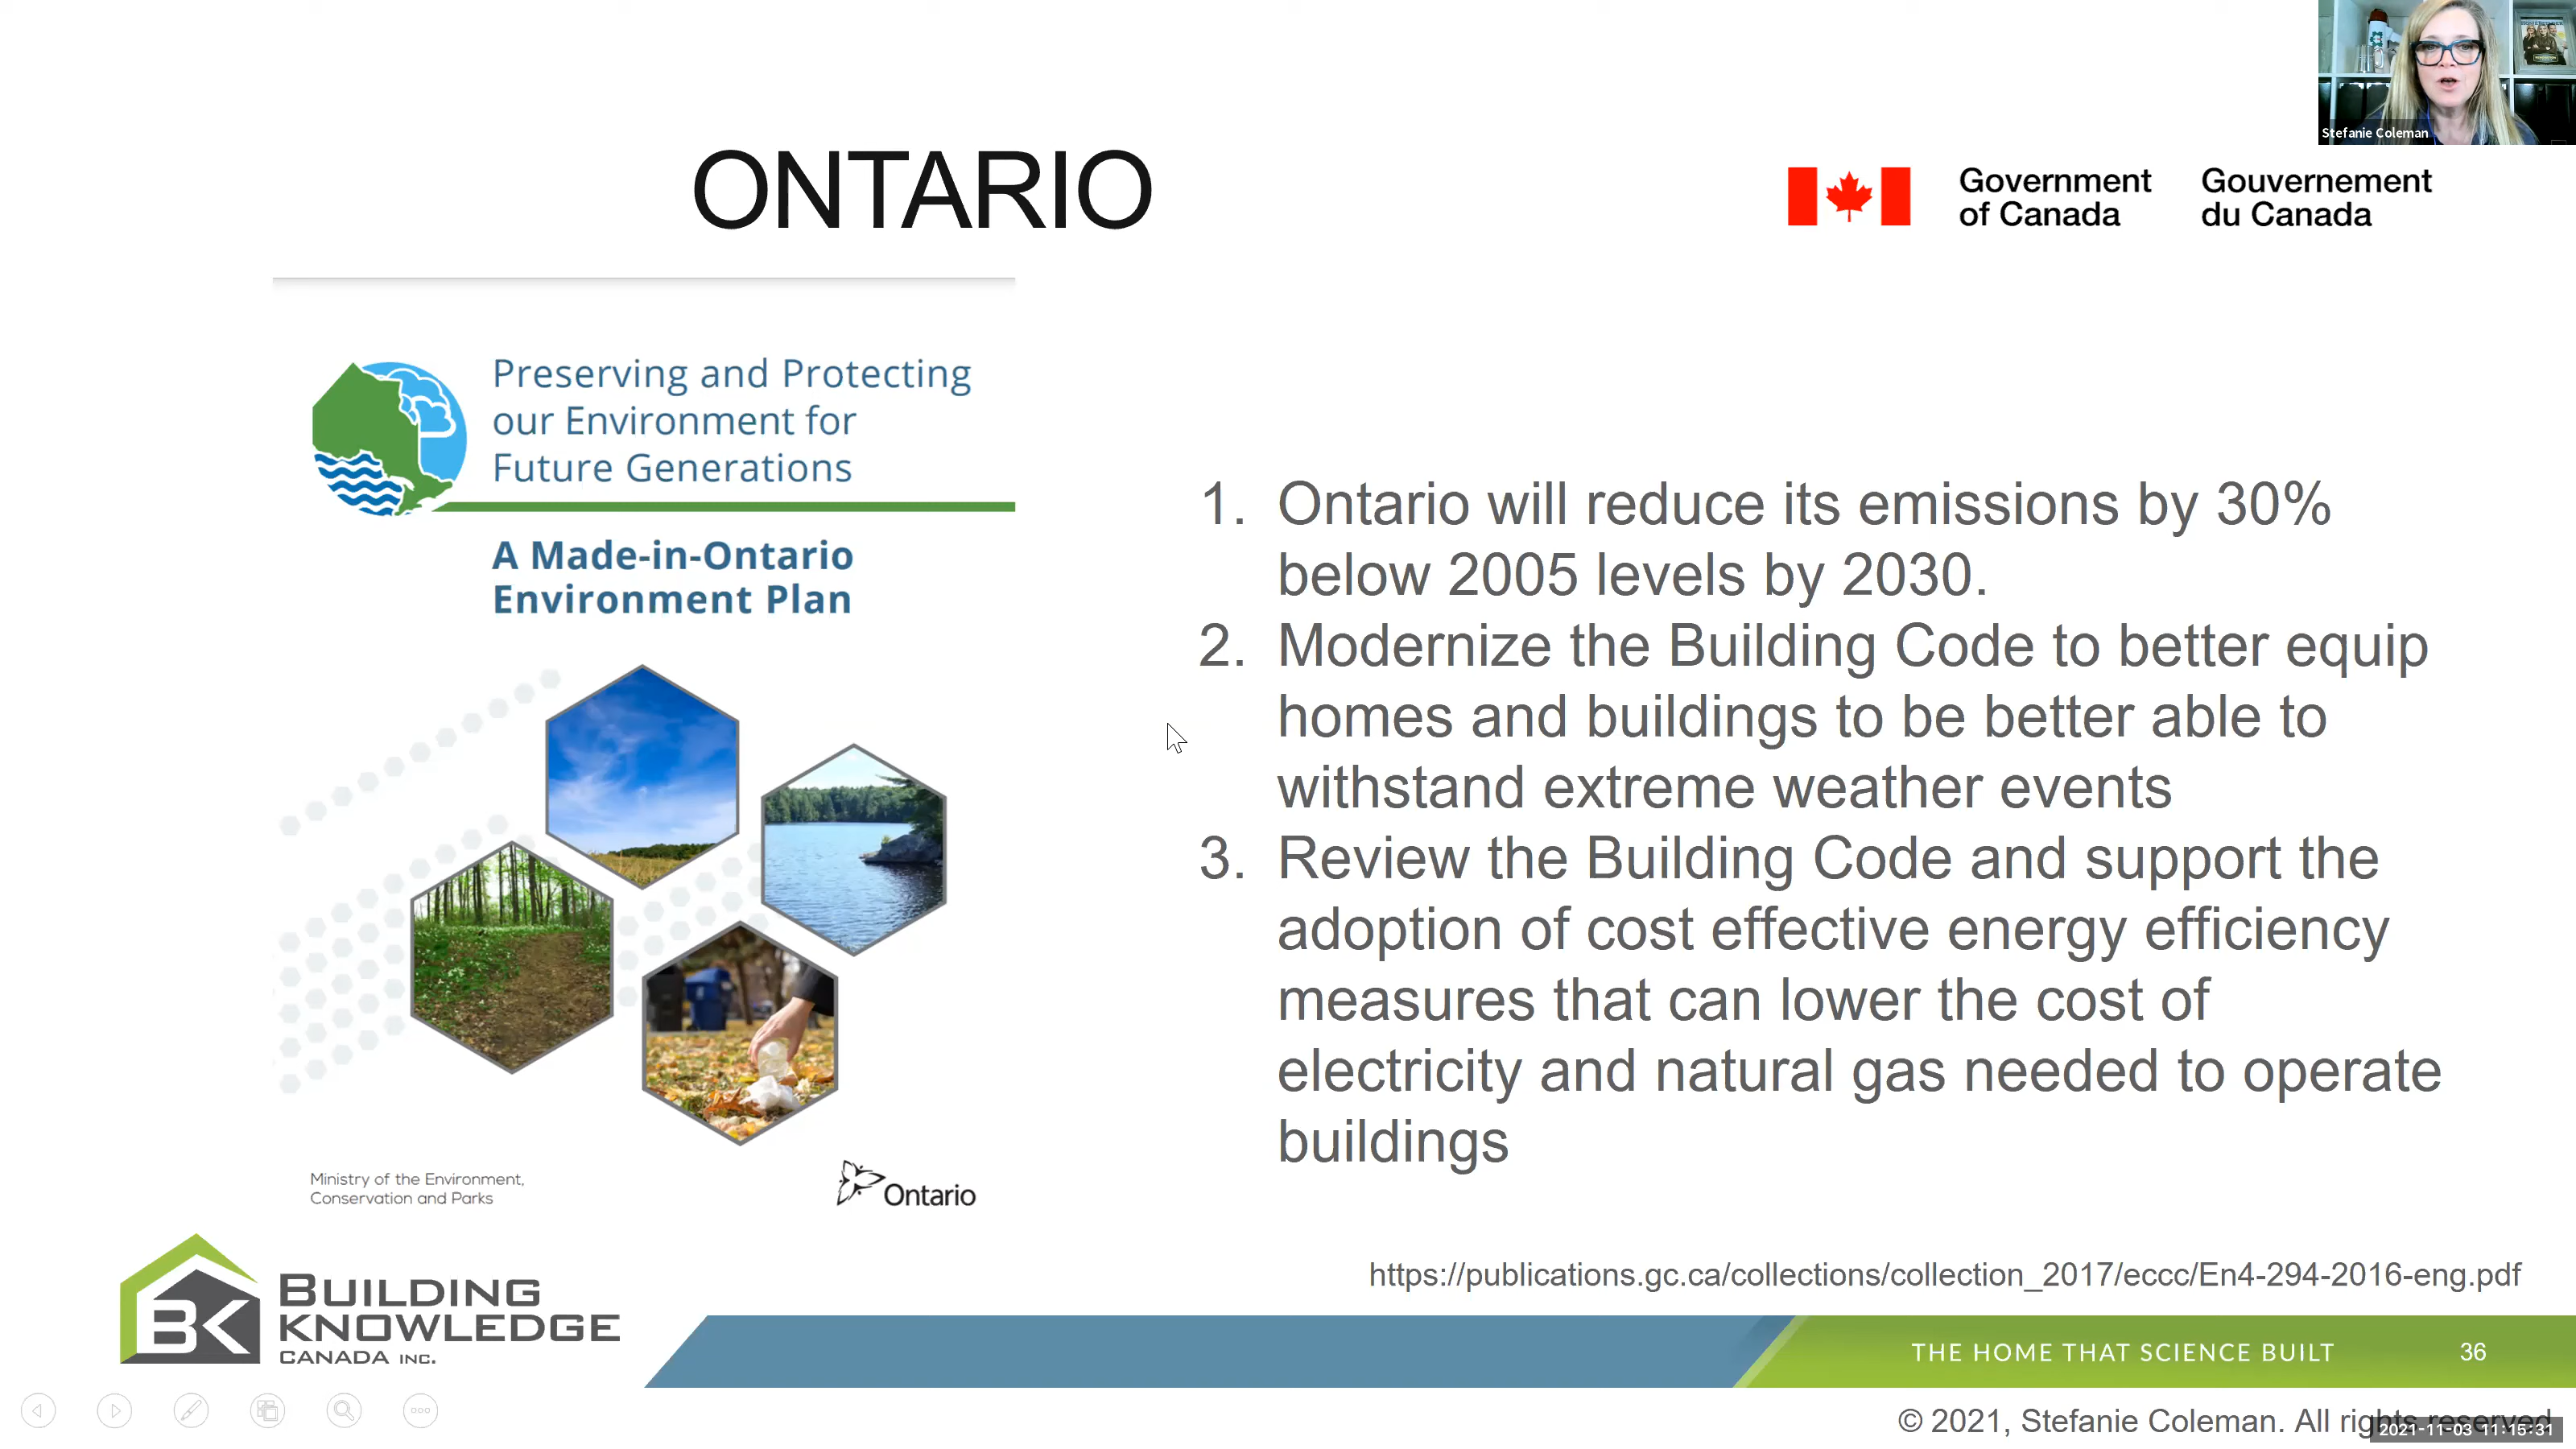 Stefanie Coleman
ONTARIO
Government
of Canada
Gouvernement
du Canada
Preserving and Protecting
our Environment for
Future Generations
A Made-in-Ontario
Environment Plan
Ministry of the Environment,
Conservation and Parks
Ontario
1. Ontario will reduce its emissions by 30%
below 2005 levels by 2030.
2. Modernize the Building Code to better equip
homes and buildings to be better able to
withstand extreme weather events
3. Review the Building Code and support the
adoption of cost effective energy efficiency
measures that can lower the cost of
electricity and natural gas needed to operate
buildings
https://publications.gc.ca/collections/collection_2017/eccc/En4-294-2016-eng.pdf
BK
BUILDING
KNOWLEDGE
CANADA INC.
THE HOME THAT SCIENCE BUILT
36
© 2021, Stefanie Coleman. All rights reserved
2021-11-03 11:15:31